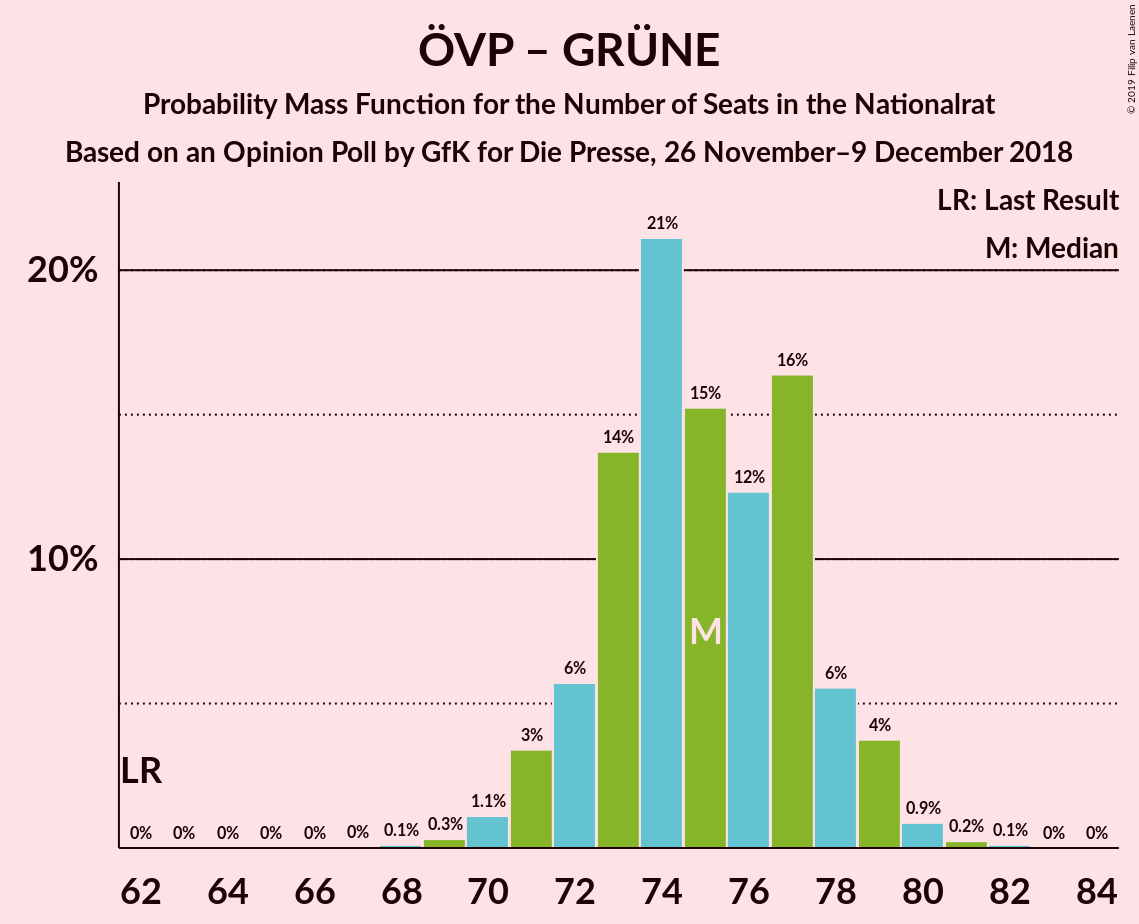 ÖVP – GRÜNE
Probability Mass Function for the Number of Seats in the Nationalrat
Based on an Opinion Poll by GfK for Die Presse, 26 November–9 December 2018
© 2019 Filip van Laenen
LR: Last Result
M: Median
20%
10%
21%
16%
15%
14%
12%
M
6%
6%
4%
3%
LR
1.1%
0.9%
0% 0% 0% 0% 0% 0% 0.1% 0.3% 0.2% 0.1% 0% 0%
62 64 66 68 70 72 74 76 78 80 82 84